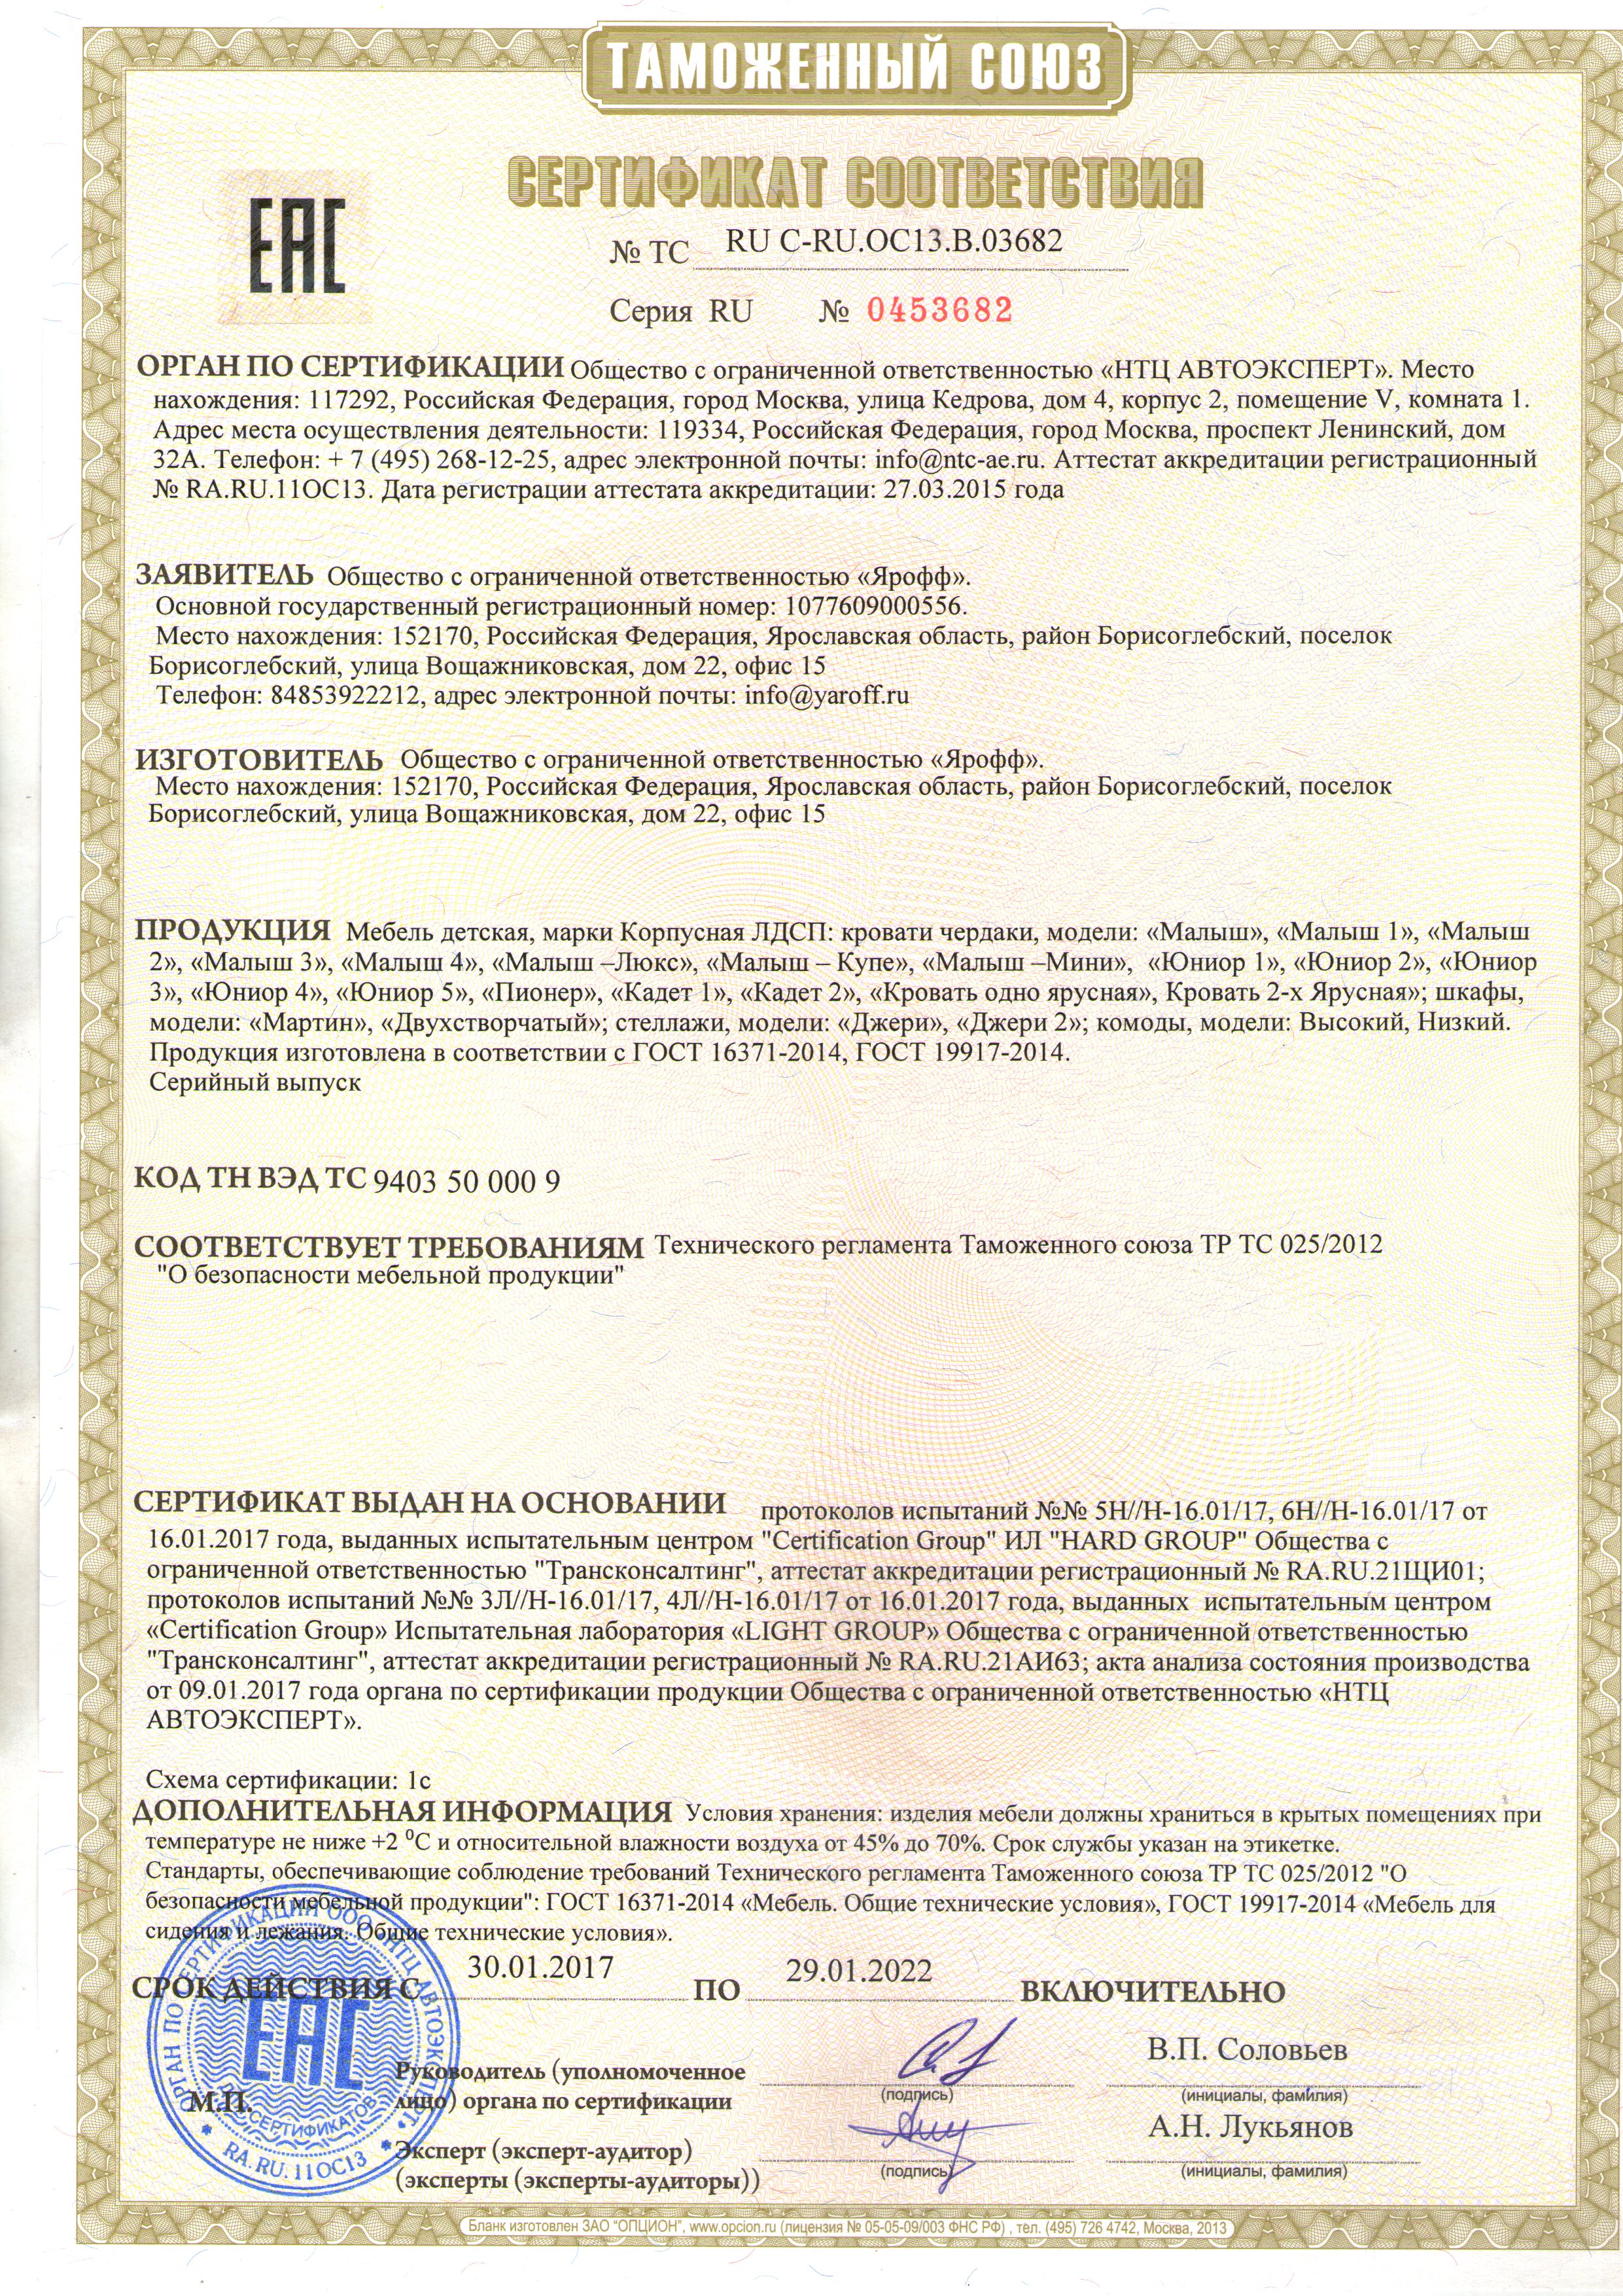 ТАМОЖЕННЫЙ СОЮЗ
СЕРТИФИКАТ СООТВЕТСТВИЯ
ЕАС
№ ТС RU C-RU.ОС13.В.03682
Серия RU № 0453682
ОРГАН ПО СЕРТИФИКАЦИИ Общество с ограниченной ответственностью «НТЦ АВТОЭКСПЕРТ». Место
нахождения: 117292, Российская Федерация, город Москва, улица Кедрова, дом 4, корпус 2, помещение V, комната 1.
Адрес места осуществления деятельности: 119334, Российская Федерация, город Москва, проспект Ленинский, дом
32А. Телефон: + 7 (495) 268-12-25, адрес электронной почты: info@ntc-ae.ru. Аттестат аккредитации регистрационный
№ RA.RU.11ОС13. Дата регистрации аттестата аккредитации: 27.03.2015 года
ЗАЯВИТЕЛЬ Общество с ограниченной ответственностью «Ярофф».
Основной государственный регистрационный номер: 1077609000556.
Место нахождения: 152170, Российская Федерация, Ярославская область, район Борисоглебский, поселок
Борисоглебский, улица Вощажниковская, дом 22, офис 15
Телефон: 84853922212, адрес электронной почты: info@yaroff.ru
ИЗГОТОВИТЕЛЬ Общество с ограниченной ответственностью «Ярофф».
Место нахождения: 152170, Российская Федерация, Ярославская область, район Борисоглебский, поселок
Борисоглебский, улица Вощажниковская, дом 22, офис 15
ПРОДУКЦИЯ Мебель детская, марки Корпусная ЛДСП: кровати чердаки, модели: «Малыш», «Малыш 1», «Малыш
2», «Малыш 3», «Малыш 4», «Малыш –Люкс», «Малыш – Купе», «Малыш –Мини», «Юниор 1», «Юниор 2», «Юниор
3», «Юниор 4», «Юниор 5», «Пионер», «Кадет 1», «Кадет 2», «Кровать одно ярусная», Кровать 2-х Ярусная»; шкафы,
модели: «Мартин», «Двухстворчатый»; стеллажи, модели: «Джери», «Джери 2»; комоды, модели: Высокий, Низкий.
Продукция изготовлена в соответствии с ГОСТ 16371-2014, ГОСТ 19917-2014.
Серийный выпуск
КОД ТН ВЭД ТС 9403 50 000 9
СООТВЕТСТВУЕТ ТРЕБОВАНИЯМ Технического регламента Таможенного союза ТР ТС 025/2012
"О безопасности мебельной продукции"
СЕРТИФИКАТ ВЫДАН НА ОСНОВАНИИ протоколов испытаний №№ 5Н//Н-16.01/17, 6Н//Н-16.01/17 от
16.01.2017 года, выданных испытательным центром "Certification Group" ИЛ "HARD GROUP" Общества с
ограниченной ответственностью "Трансконсалтинг", аттестат аккредитации регистрационный № RA.RU.21ЩИ01;
протоколов испытаний №№ 3Л//Н-16.01/17, 4Л//Н-16.01/17 от 16.01.2017 года, выданных испытательным центром
«Certification Group» Испытательная лаборатория «LIGHT GROUP» Общества с ограниченной ответственностью
"Трансконсалтинг", аттестат аккредитации регистрационный № RA.RU.21АИ63; акта анализа состояния производства
от 09.01.2017 года органа по сертификации продукции Общества с ограниченной ответственностью «НТЦ
АВТОЭКСПЕРТ».
Схема сертификации: 1с
ДОПОЛНИТЕЛЬНАЯ ИНФОРМАЦИЯ Условия хранения: изделия мебели должны храниться в крытых помещениях при
температуре не ниже +2 ⁰С и относительной влажности воздуха от 45% до 70%. Срок службы указан на этикетке.
Стандарты, обеспечивающие соблюдение требований Технического регламента Таможенного союза ТР ТС 025/2012 "О
безопасности мебельной продукции": ГОСТ 16371-2014 «Мебель. Общие технические условия», ГОСТ 19917-2014 «Мебель для
сидения и лежания. Общие технические условия».
СРОК ДЕЙСТВИЯ С 30.01.2017 ПО 29.01.2022 ВКЛЮЧИТЕЛЬНО
ОРГАН ПО СЕРТИФИКАЦИИ ООО «НТЦ АВТОЭКСПЕРТ»
ЕАС
ДЛЯ СЕРТИФИКАТОВ
RA.RU.11ОС13
М.П.
Руководитель (уполномоченное
лицо) органа по сертификации
(подпись)
В.П. Соловьев
(инициалы, фамилия)
Эксперт (эксперт-аудитор)
(эксперты (эксперты-аудиторы))
(подпись)
А.Н. Лукьянов
(инициалы, фамилия)
Бланк изготовлен ЗАО "ОПЦИОН", www.opcion.ru (лицензия № 05-05-09/003 ФНС РФ) , тел. (495) 726 4742, Москва, 2013